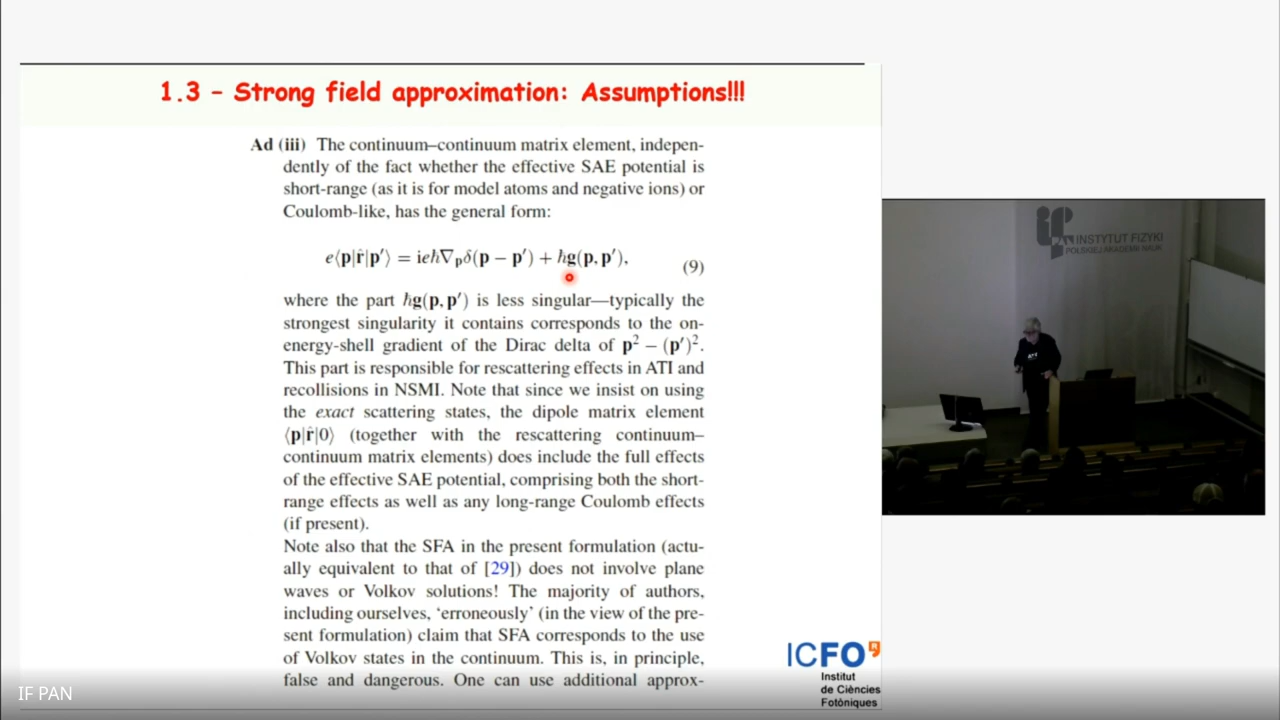 1.3 – Strong field approximation: Assumptions!!!
Ad (iii) The continuum–continuum matrix element, indepen-
dently of the fact whether the effective SAE potential is
short-range (as it is for model atoms and negative ions) or
Coulomb-like, has the general form:
e⟨p|r̂|p′⟩ = ieħ∇ₚδ(p − p′) + ħg(p, p′),
(9)
where the part ħg(p, p′) is less singular—typically the
strongest singularity it contains corresponds to the on-
energy-shell gradient of the Dirac delta of p² − (p′)².
This part is responsible for rescattering effects in ATI and
recollisions in NSMI. Note that since we insist on using
the exact scattering states, the dipole matrix element
⟨p|r̂|0⟩ (together with the rescattering continuum–
continuum matrix elements) does include the full effects
of the effective SAE potential, comprising both the short-
range effects as well as any long-range Coulomb effects
(if present).
Note also that the SFA in the present formulation (actu-
ally equivalent to that of [29]) does not involve plane
waves or Volkov solutions! The majority of authors,
including ourselves, ‘erroneously’ (in the view of the pre-
sent formulation) claim that SFA corresponds to the use
of Volkov states in the continuum. This is, in principle,
false and dangerous. One can use additional approx-
ICFO
Institut
de Ciències
Fotòniques
IF PAN
INSTYTUT FIZYKI
POLSKIEJ AKADEMII NAUK